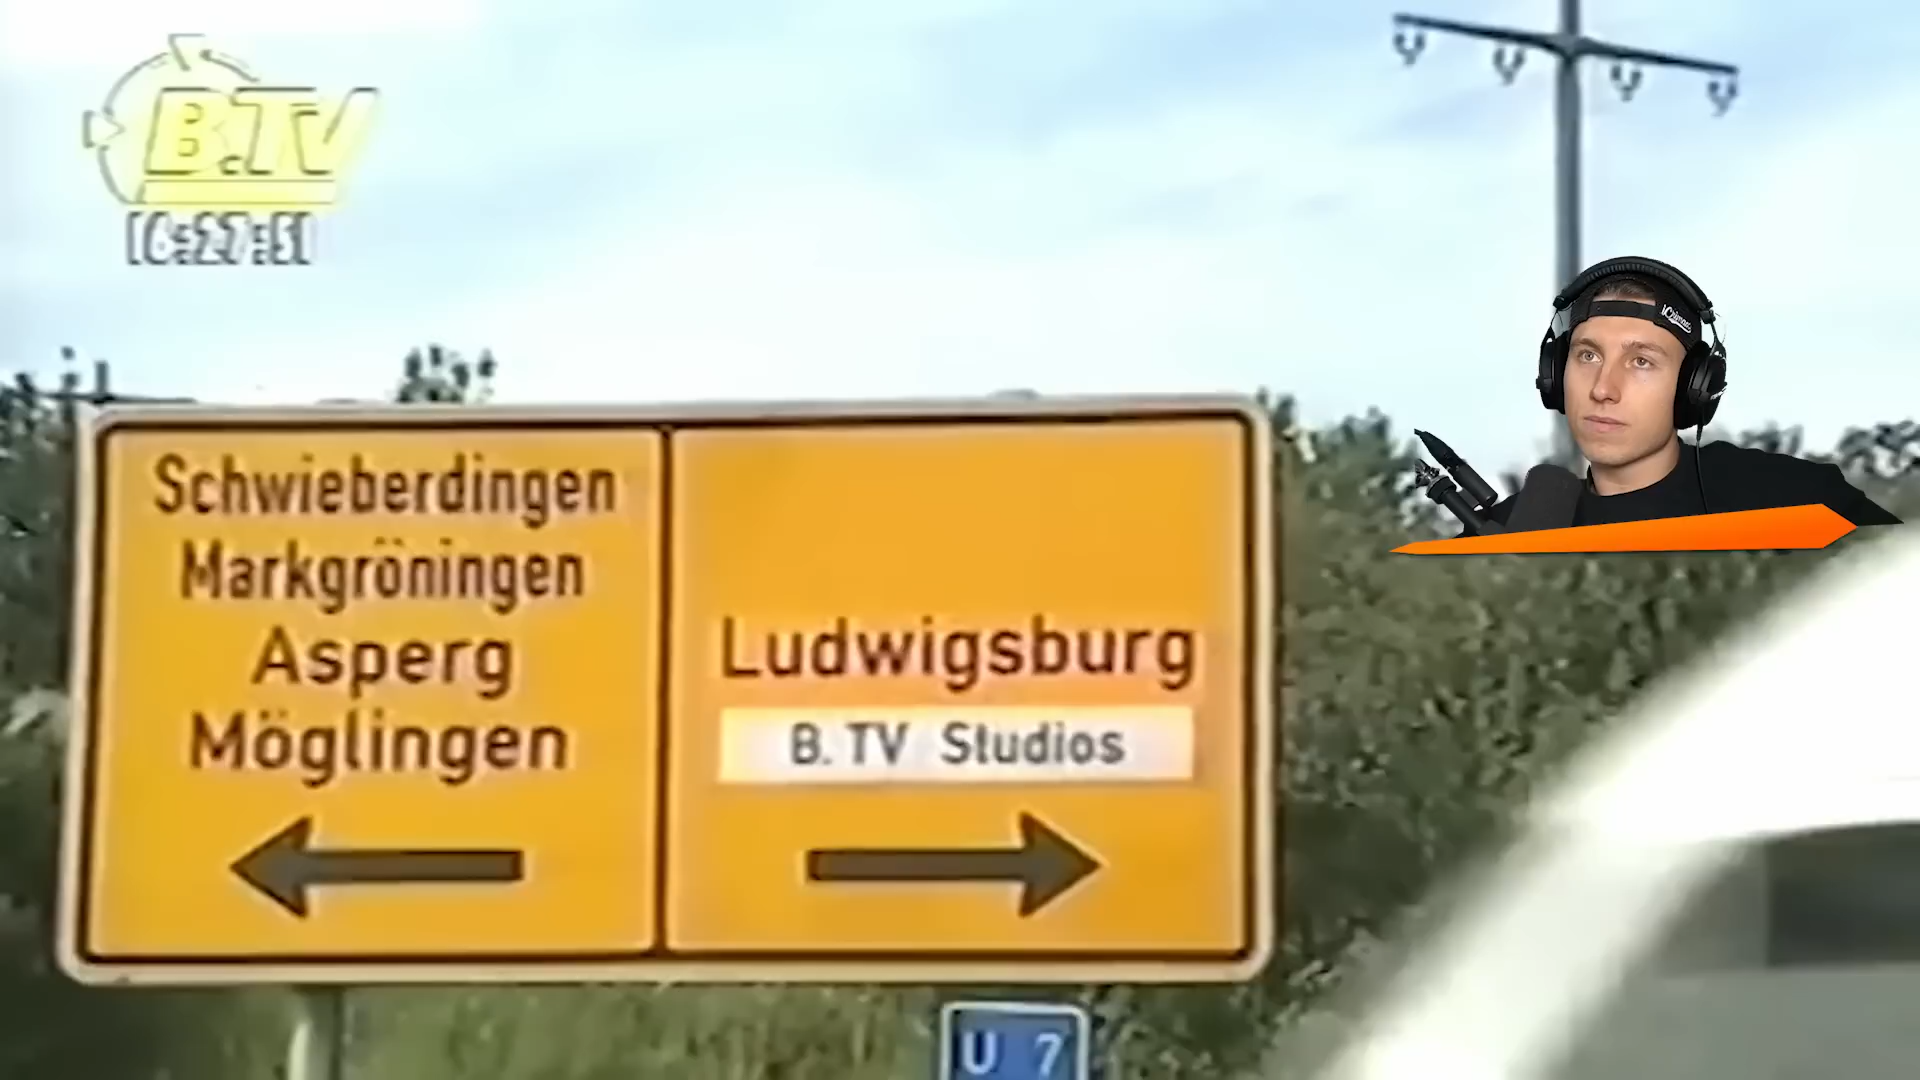 B.TV
16:27:51
Schwieberdingen
Markgröningen
Asperg
Möglingen
Ludwigsburg
B.TV Studios
U 7